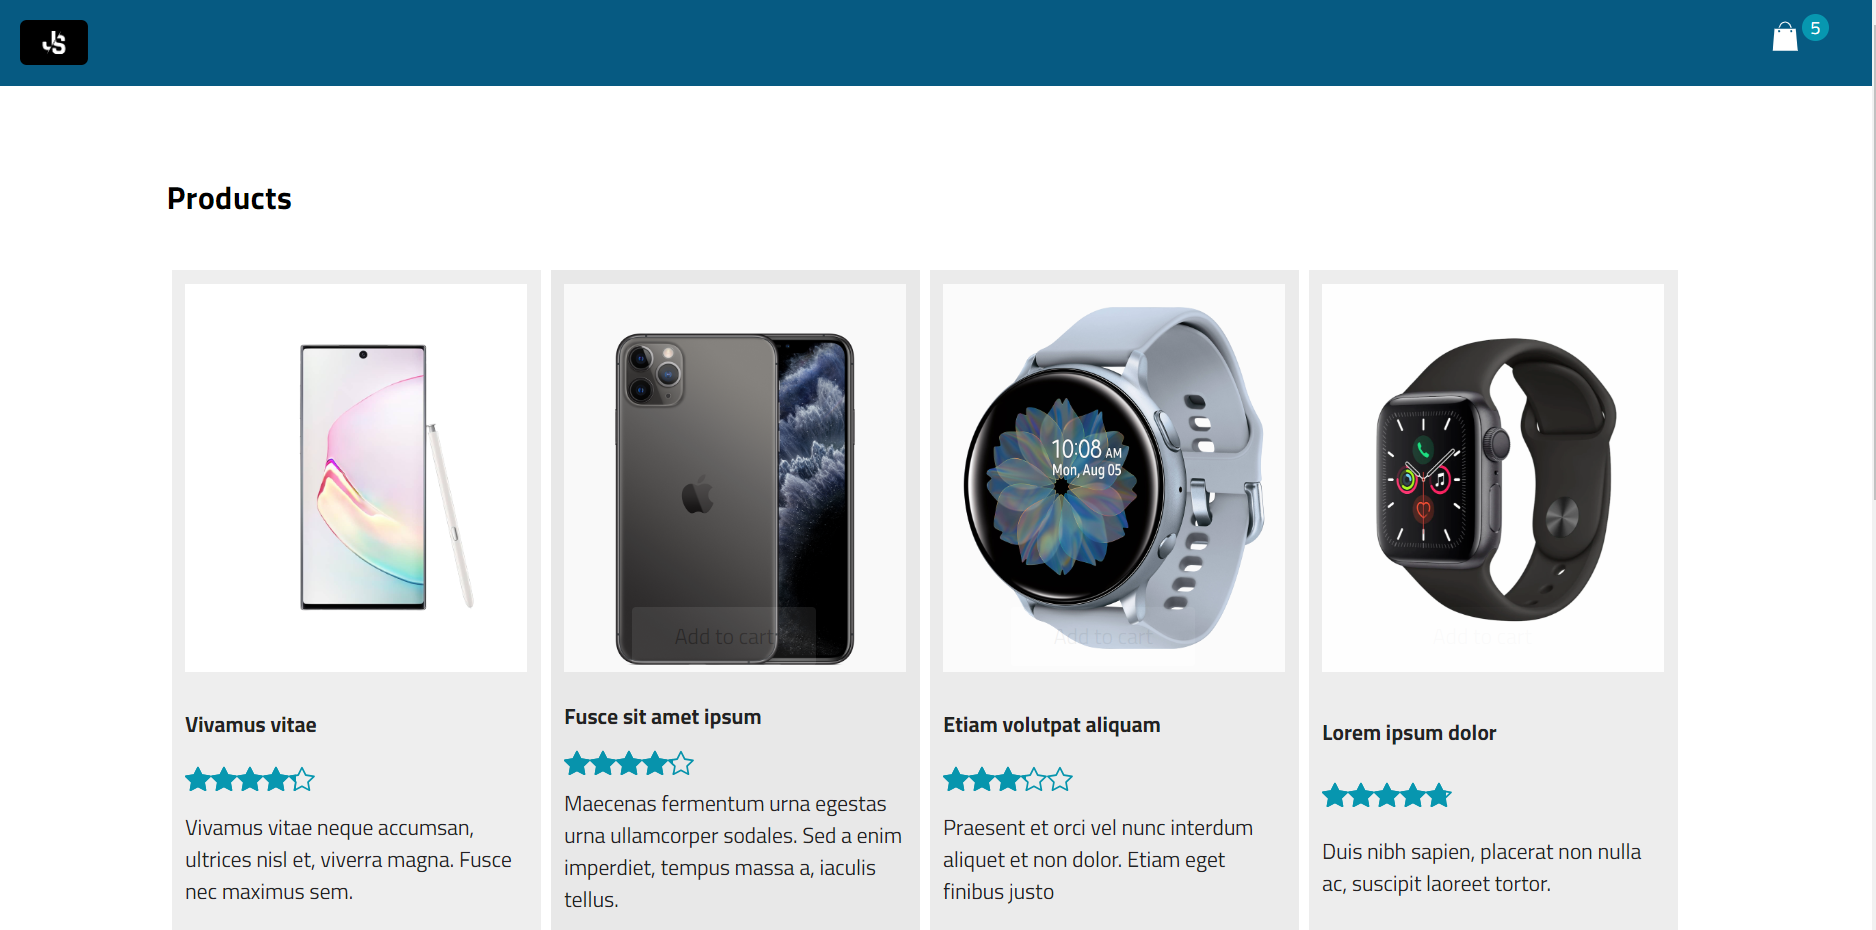 JS
5
Products
10:08 AM
Mon, Aug 05
Add to cart
Add to cart
Add to cart
Vivamus vitae
Fusce sit amet ipsum
Etiam volutpat aliquam
Lorem ipsum dolor
Vivamus vitae neque accumsan,
ultrices nisl et, viverra magna. Fusce
nec maximus sem.
Maecenas fermentum urna egestas
urna ullamcorper sodales. Sed a enim
imperdiet, tempus massa a, iaculis
tellus.
Praesent et orci vel nunc interdum
aliquet et non dolor. Etiam eget
finibus justo
Duis nibh sapien, placerat non nulla
ac, suscipit laoreet tortor.